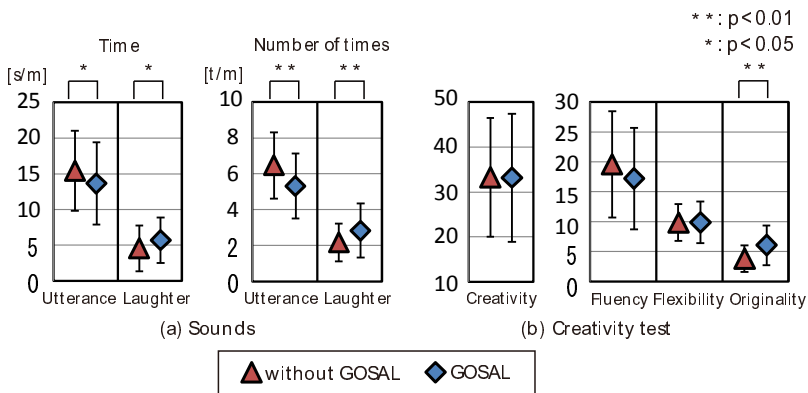 **: p<0.01
*: p<0.05
Time
Number of times
[s/m]
* *
[t/m]
** **
**
25
20
15
10
5
0
10
8
6
4
2
0
50
40
30
20
10
30
25
20
15
10
5
0
Utterance Laughter
Utterance Laughter
Creativity
Fluency Flexibility Originality
(a) Sounds
(b) Creativity test
without GOSAL GOSAL